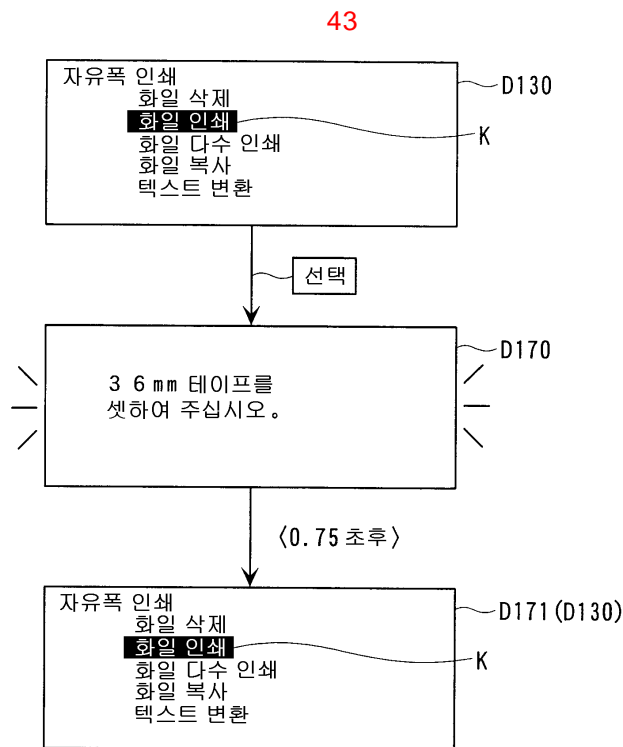 43
자유폭 인쇄
화일 삭제
화일 인쇄
화일 다수 인쇄
화일 복사
텍스트 변환
D130
K
선택
36mm 테이프를
셋하여 주십시오。
D170
〈0.75 초후〉
자유폭 인쇄
화일 삭제
화일 인쇄
화일 다수 인쇄
화일 복사
텍스트 변환
D171(D130)
K